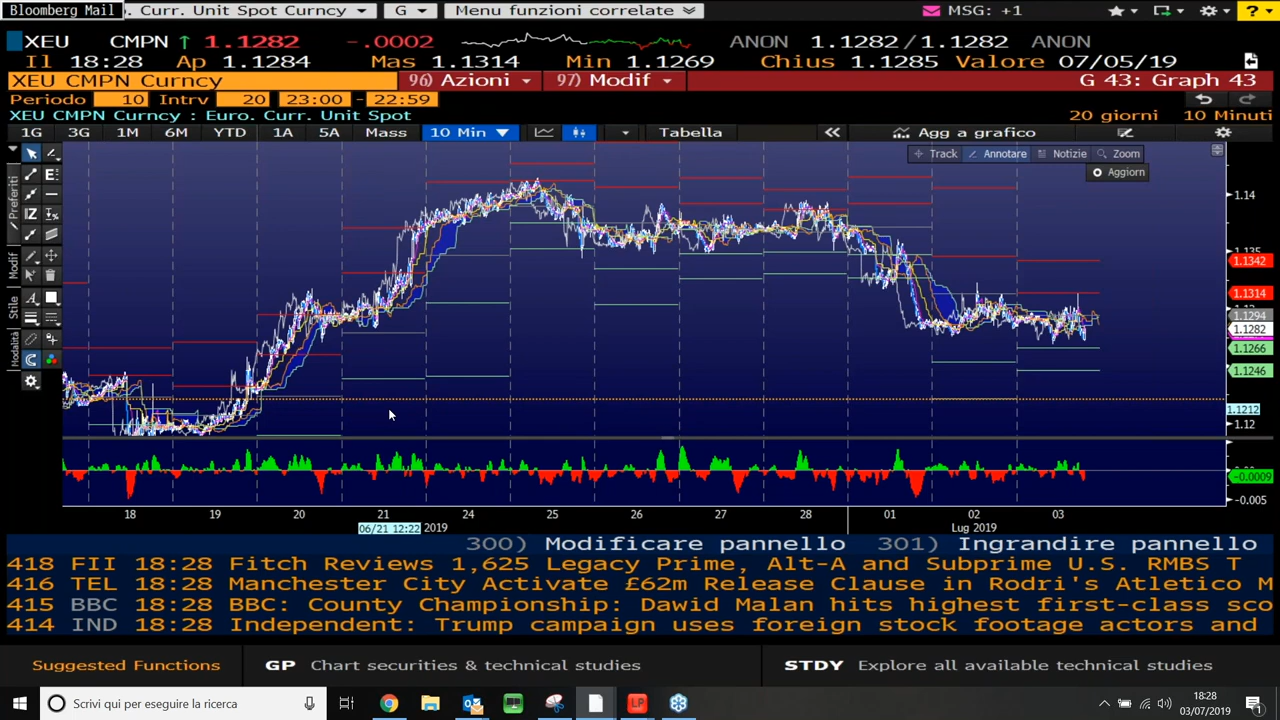 Bloomberg Mail . Curr. Unit Spot Curncy G Menu funzioni correlate MSG: +1 ?
XEU CMPN ↑ 1.1282 -.0002 ANON 1.1282/1.1282 ANON
Il 18:28 Ap 1.1284 Mas 1.1314 Min 1.1269 Chius 1.1285 Valore 07/05/19
XEU CMPN Curncy 96) Azioni 97) Modif G 43: Graph 43
Periodo 10 Intrv 20 23:00 - 22:59
XEU CMPN Curncy : Euro. Curr. Unit Spot 20 giorni 10 Minuti
1G 3G 1M 6M YTD 1A 5A Mass 10 Min ▼ Tabella « Agg a grafico
Track Annotare Notizie Zoom
Aggiorn
Preferiti
Modif
Stile
Modalità
1.14
1.135
1.1342
1.1314
1.1294
1.1282
1.1266
1.1246
1.1212
1.12
-0.0009
-0.005
18 19 20 21 24 25 26 27 28 01 02 03
06/21 12:22 2019 Lug 2019
300) Modificare pannello 301) Ingrandire pannello
418 FII 18:28 Fitch Reviews 1,625 Legacy Prime, Alt-A and Subprime U.S. RMBS T
416 TEL 18:28 Manchester City Activate £62m Release Clause in Rodri's Atletico M
415 BBC 18:28 BBC: County Championship: Dawid Malan hits highest first-class sco
414 IND 18:28 Independent: Trump campaign uses foreign stock footage actors and
Suggested Functions GP Chart securities & technical studies STDY Explore all available technical studies
Scrivi qui per eseguire la ricerca LP 18:28
03/07/2019